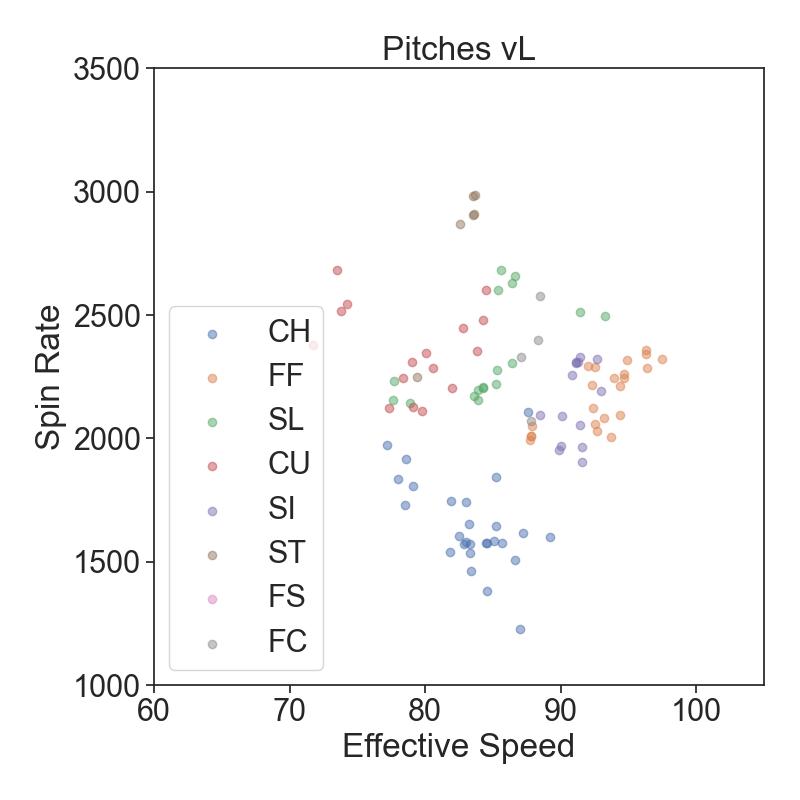 Pitches vL
3500
3000
2500
2000
1500
1000
Spin Rate
CH
FF
SL
CU
SI
ST
FS
FC
60 70 80 90 100
Effective Speed